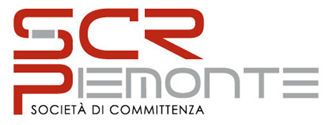 SCR
PIEMONTE
SOCIETÀ DI COMMITTENZA